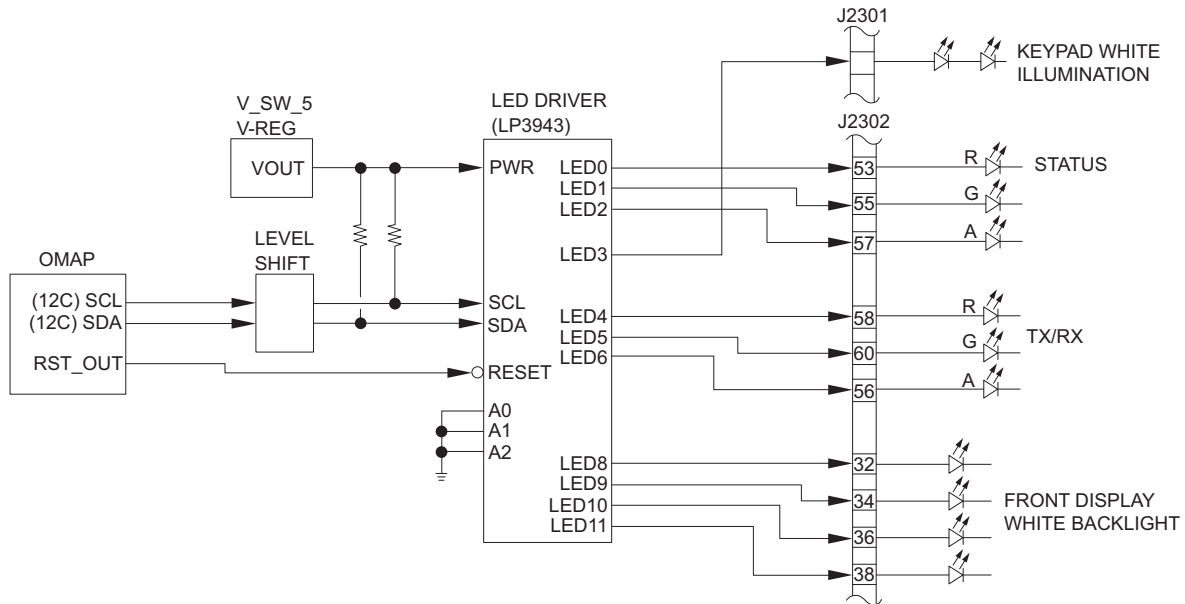 J2301
KEYPAD WHITE
ILLUMINATION
V_SW_5
V-REG
VOUT
LED DRIVER
(LP3943)
J2302
PWR
LED0
LED1
LED2
LED3
53
55
57
R
G
A
STATUS
LEVEL
SHIFT
OMAP
(12C) SCL
(12C) SDA
RST_OUT
SCL
SDA
RESET
A0
A1
A2
LED4
LED5
LED6
58
60
56
R
G
A
TX/RX
LED8
LED9
LED10
LED11
32
34
36
38
FRONT DISPLAY
WHITE BACKLIGHT